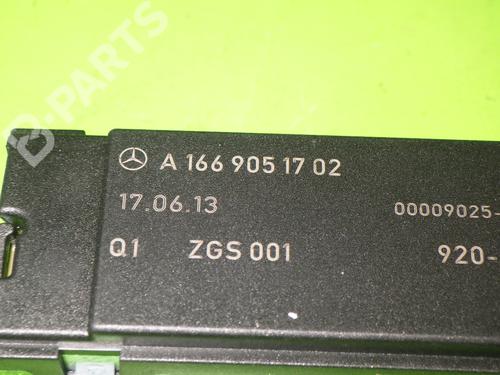 B-PARTS
A 166 905 17 02
17.06.13
00009025-
Q1 ZGS 001
920-